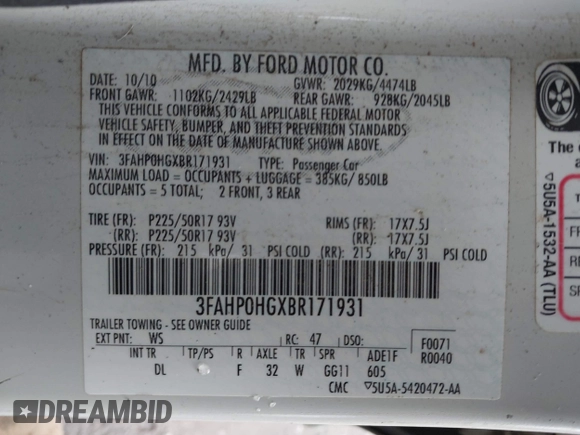 MFD. BY FORD MOTOR CO.
DATE: 10/10 GVWR: 2029KG/4474LB
FRONT GAWR: 1102KG/2429LB REAR GAWR: 928KG/2045LB
THIS VEHICLE CONFORMS TO ALL APPLICABLE FEDERAL MOTOR
VEHICLE SAFETY, BUMPER, AND THEFT PREVENTION STANDARDS
IN EFFECT ON THE DATE OF MANUFACTURE SHOWN ABOVE.
VIN: 3FAHP0HGXBR171931 TYPE: Passenger Car
MAXIMUM LOAD = OCCUPANTS + LUGGAGE = 385KG/ 850LB
OCCUPANTS = 5 TOTAL; 2 FRONT, 3 REAR
TIRE (FR): P225/50R17 93V RIMS (FR): 17X7.5J
(RR): P225/50R17 93V (RR): 17X7.5J
PRESSURE (FR): 215 kPa/ 31 PSI COLD (RR): 215 kPa/ 31 PSI COLD
3FAHP0HGXBR171931
TRAILER TOWING - SEE OWNER GUIDE
EXT PNT: WS RC: 47 DSO: F0071
R0040
INT TR TP/PS R AXLE TR SPR ADE1F
DL F 32 W GG11 605
CMC ▽5U5A-5420472-AA
▽5U5A-1532-AA (TLU)
The
a
T
FR
RE
SP
DREAMBID